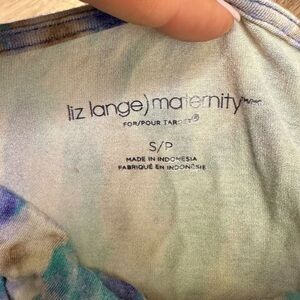 liz lange) maternity
FOR/POUR TARGET®
S/P
MADE IN INDONESIA
FABRIQUÉ EN INDONÉSIE